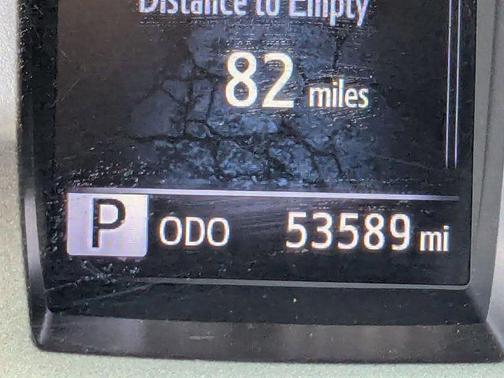 Distance to Empty
82 miles
P ODO 53589 mi